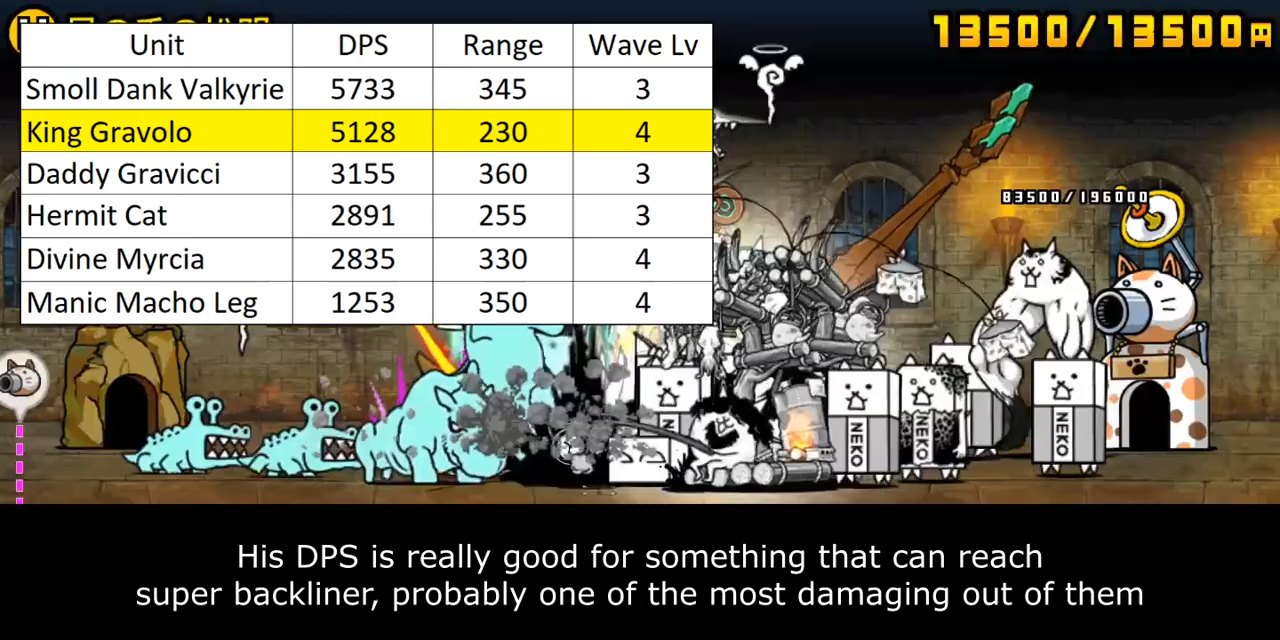 13500/13500円
Unit DPS Range Wave Lv
Smoll Dank Valkyrie 5733 345 3
King Gravolo 5128 230 4
Daddy Gravicci 3155 360 3
Hermit Cat 2891 255 3
Divine Myrcia 2835 330 4
Manic Macho Leg 1253 350 4
83500/196000
NEKO
NEKO
NEKO
His DPS is really good for something that can reach
super backliner, probably one of the most damaging out of them